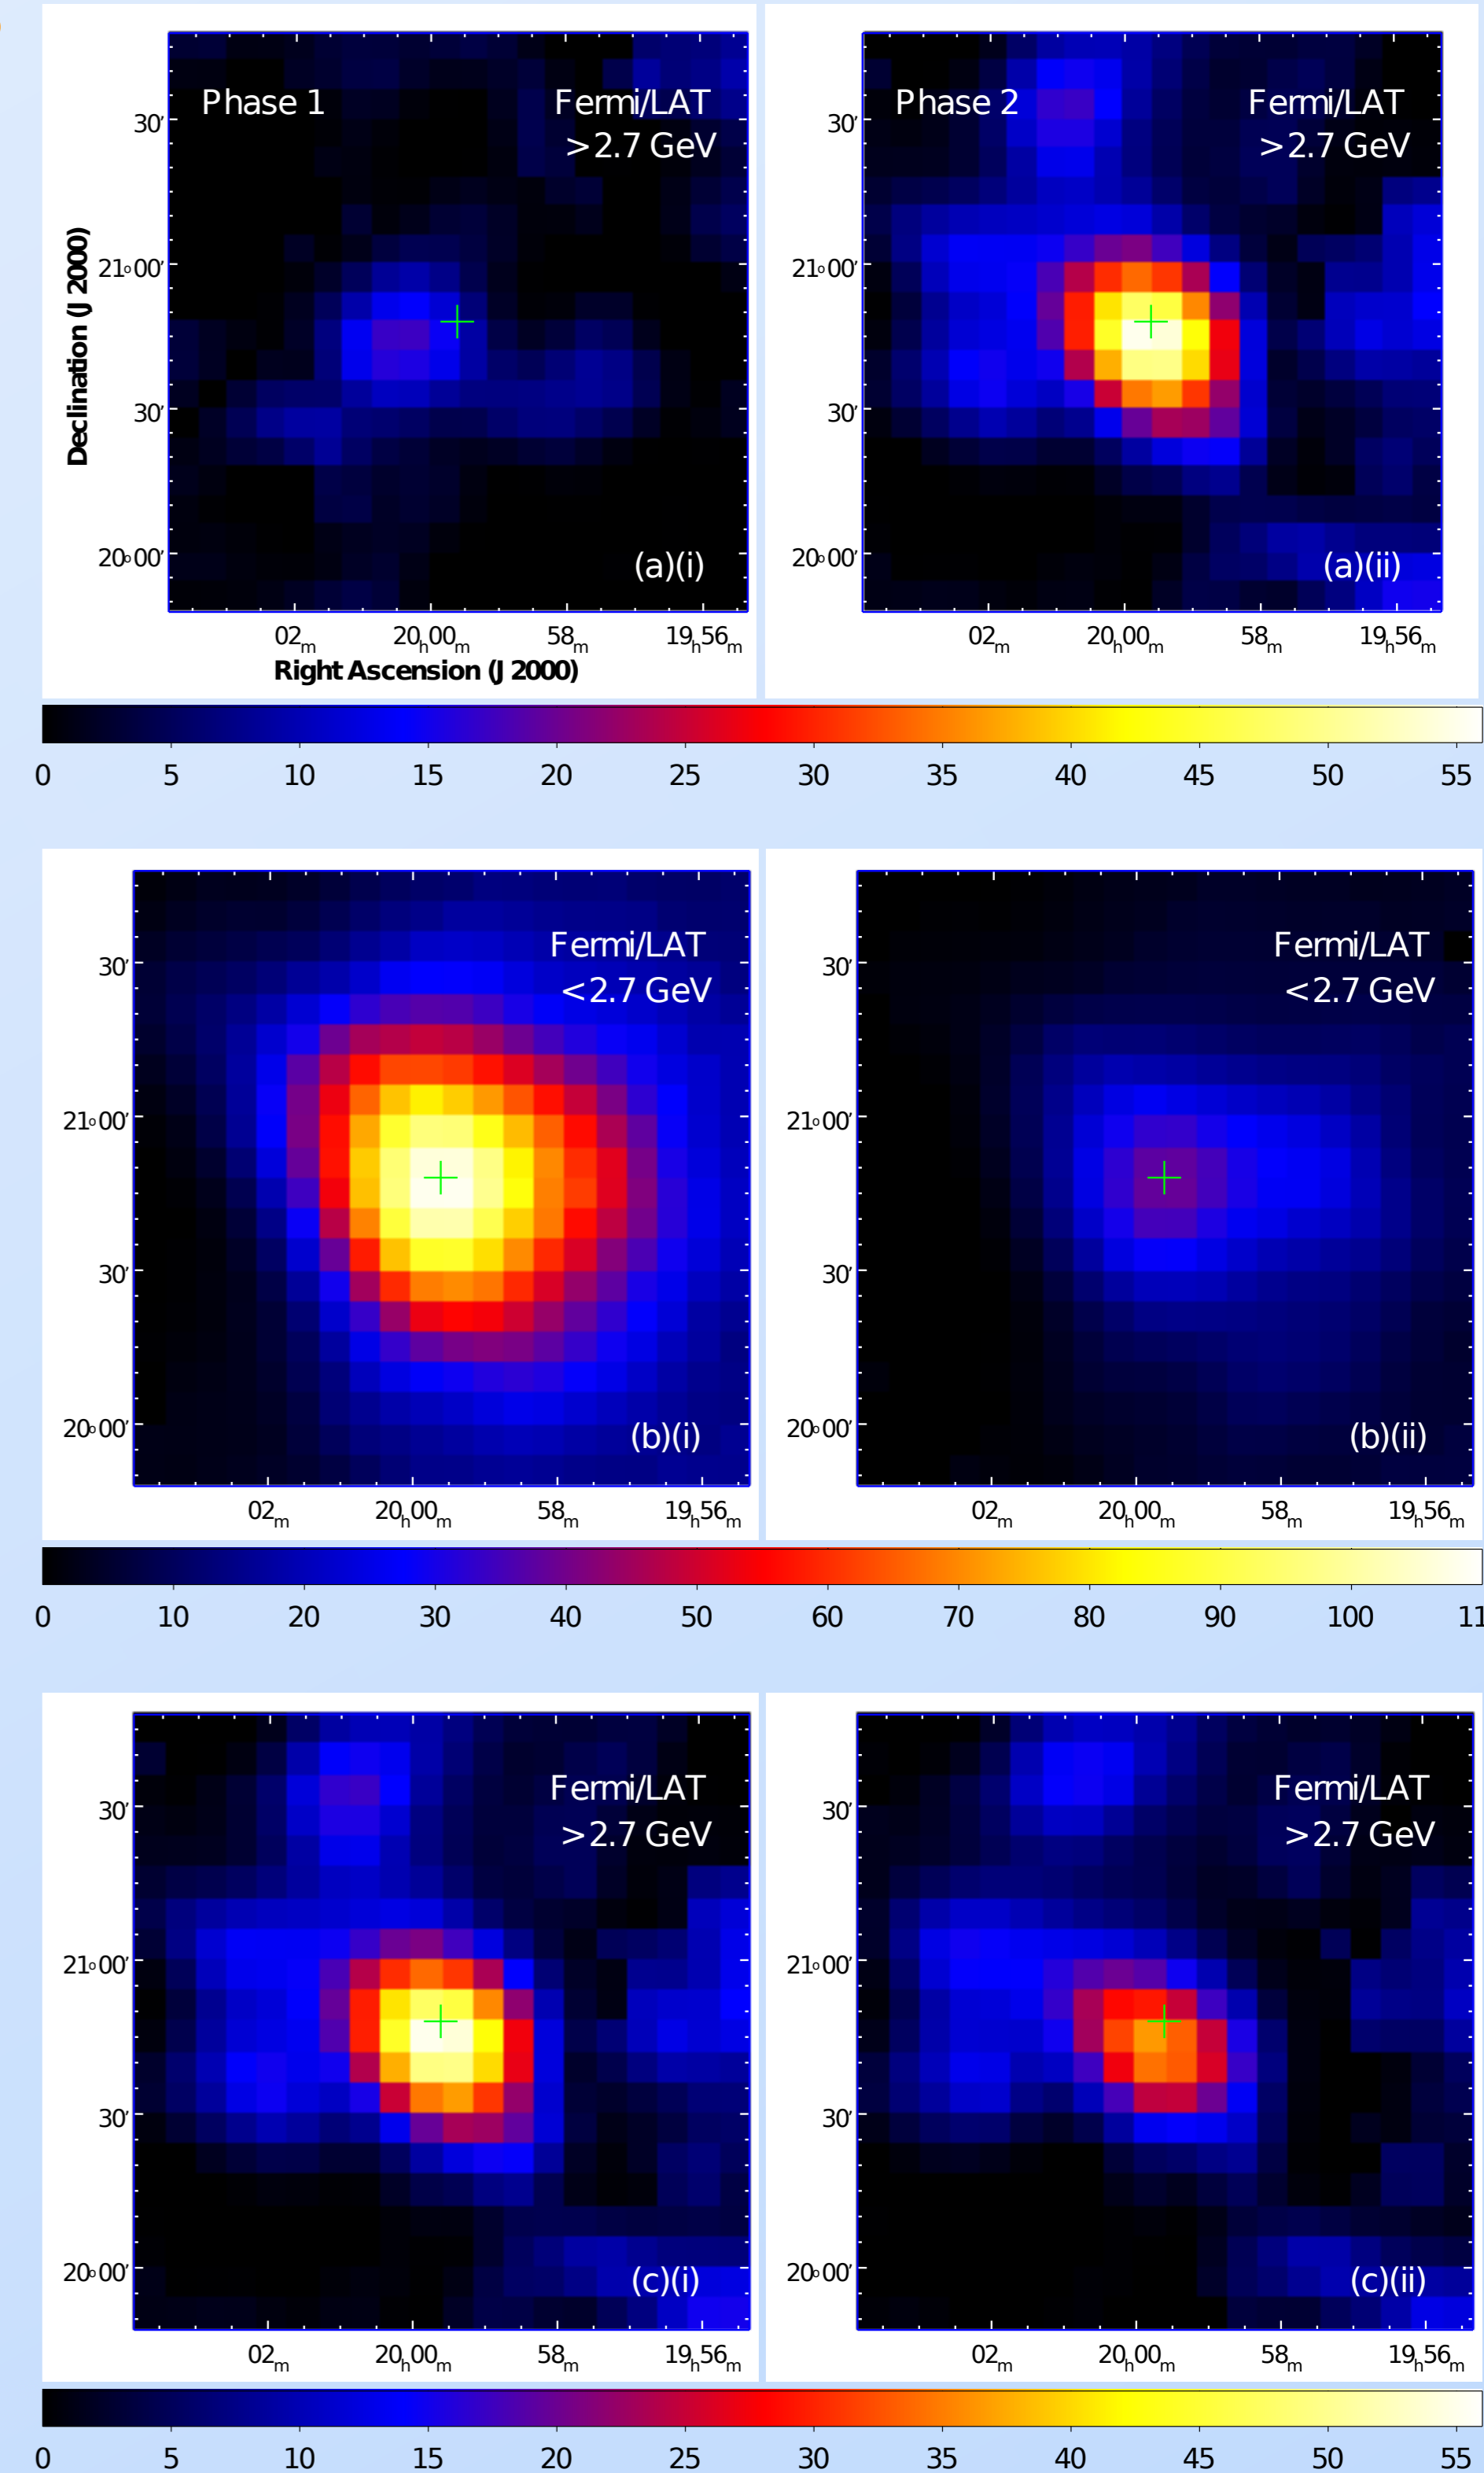 Phase 1 Fermi/LAT
>2.7 GeV
30'
21°00'
30'
20°00'
Declination (J2000)
(a)(i)
02m 20h00m 58m 19h56m
Right Ascension (J2000)
Phase 2 Fermi/LAT
>2.7 GeV
30'
21°00'
30'
20°00'
(a)(ii)
02m 20h00m 58m 19h56m
0 5 10 15 20 25 30 35 40 45 50 55
Fermi/LAT
<2.7 GeV
30'
21°00'
30'
20°00'
(b)(i)
02m 20h00m 58m 19h56m
Fermi/LAT
<2.7 GeV
30'
21°00'
30'
20°00'
(b)(ii)
02m 20h00m 58m 19h56m
0 10 20 30 40 50 60 70 80 90 100 11
Fermi/LAT
>2.7 GeV
30'
21°00'
30'
20°00'
(c)(i)
02m 20h00m 58m 19h56m
Fermi/LAT
>2.7 GeV
30'
21°00'
30'
20°00'
(c)(ii)
02m 20h00m 58m 19h56m
0 5 10 15 20 25 30 35 40 45 50 55